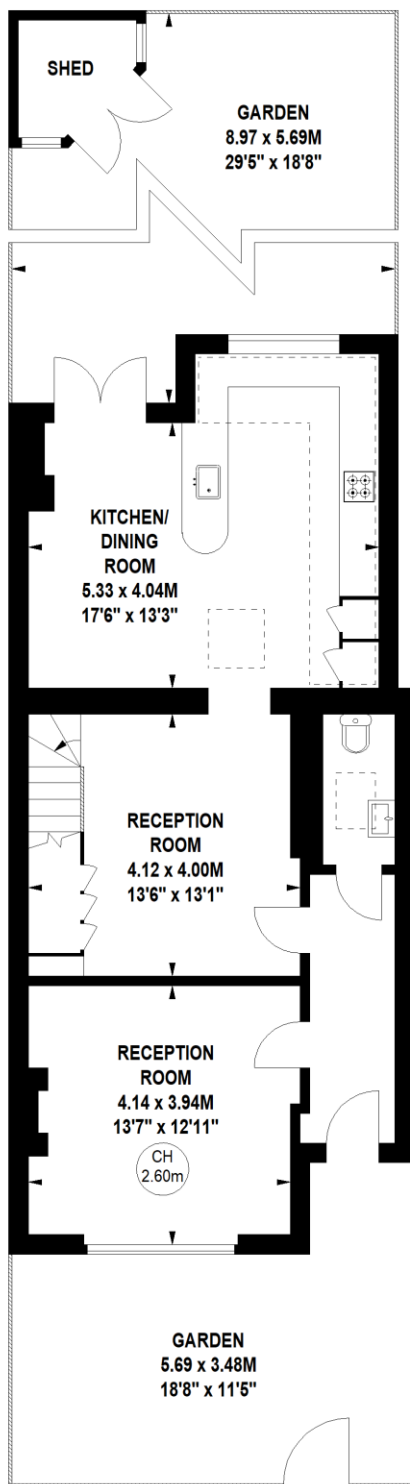 SHED
GARDEN
8.97 x 5.69M
29'5" x 18'8"
KITCHEN/
DINING
ROOM
5.33 x 4.04M
17'6" x 13'3"
RECEPTION
ROOM
4.12 x 4.00M
13'6" x 13'1"
RECEPTION
ROOM
4.14 x 3.94M
13'7" x 12'11"
CH
2.60m
GARDEN
5.69 x 3.48M
18'8" x 11'5"